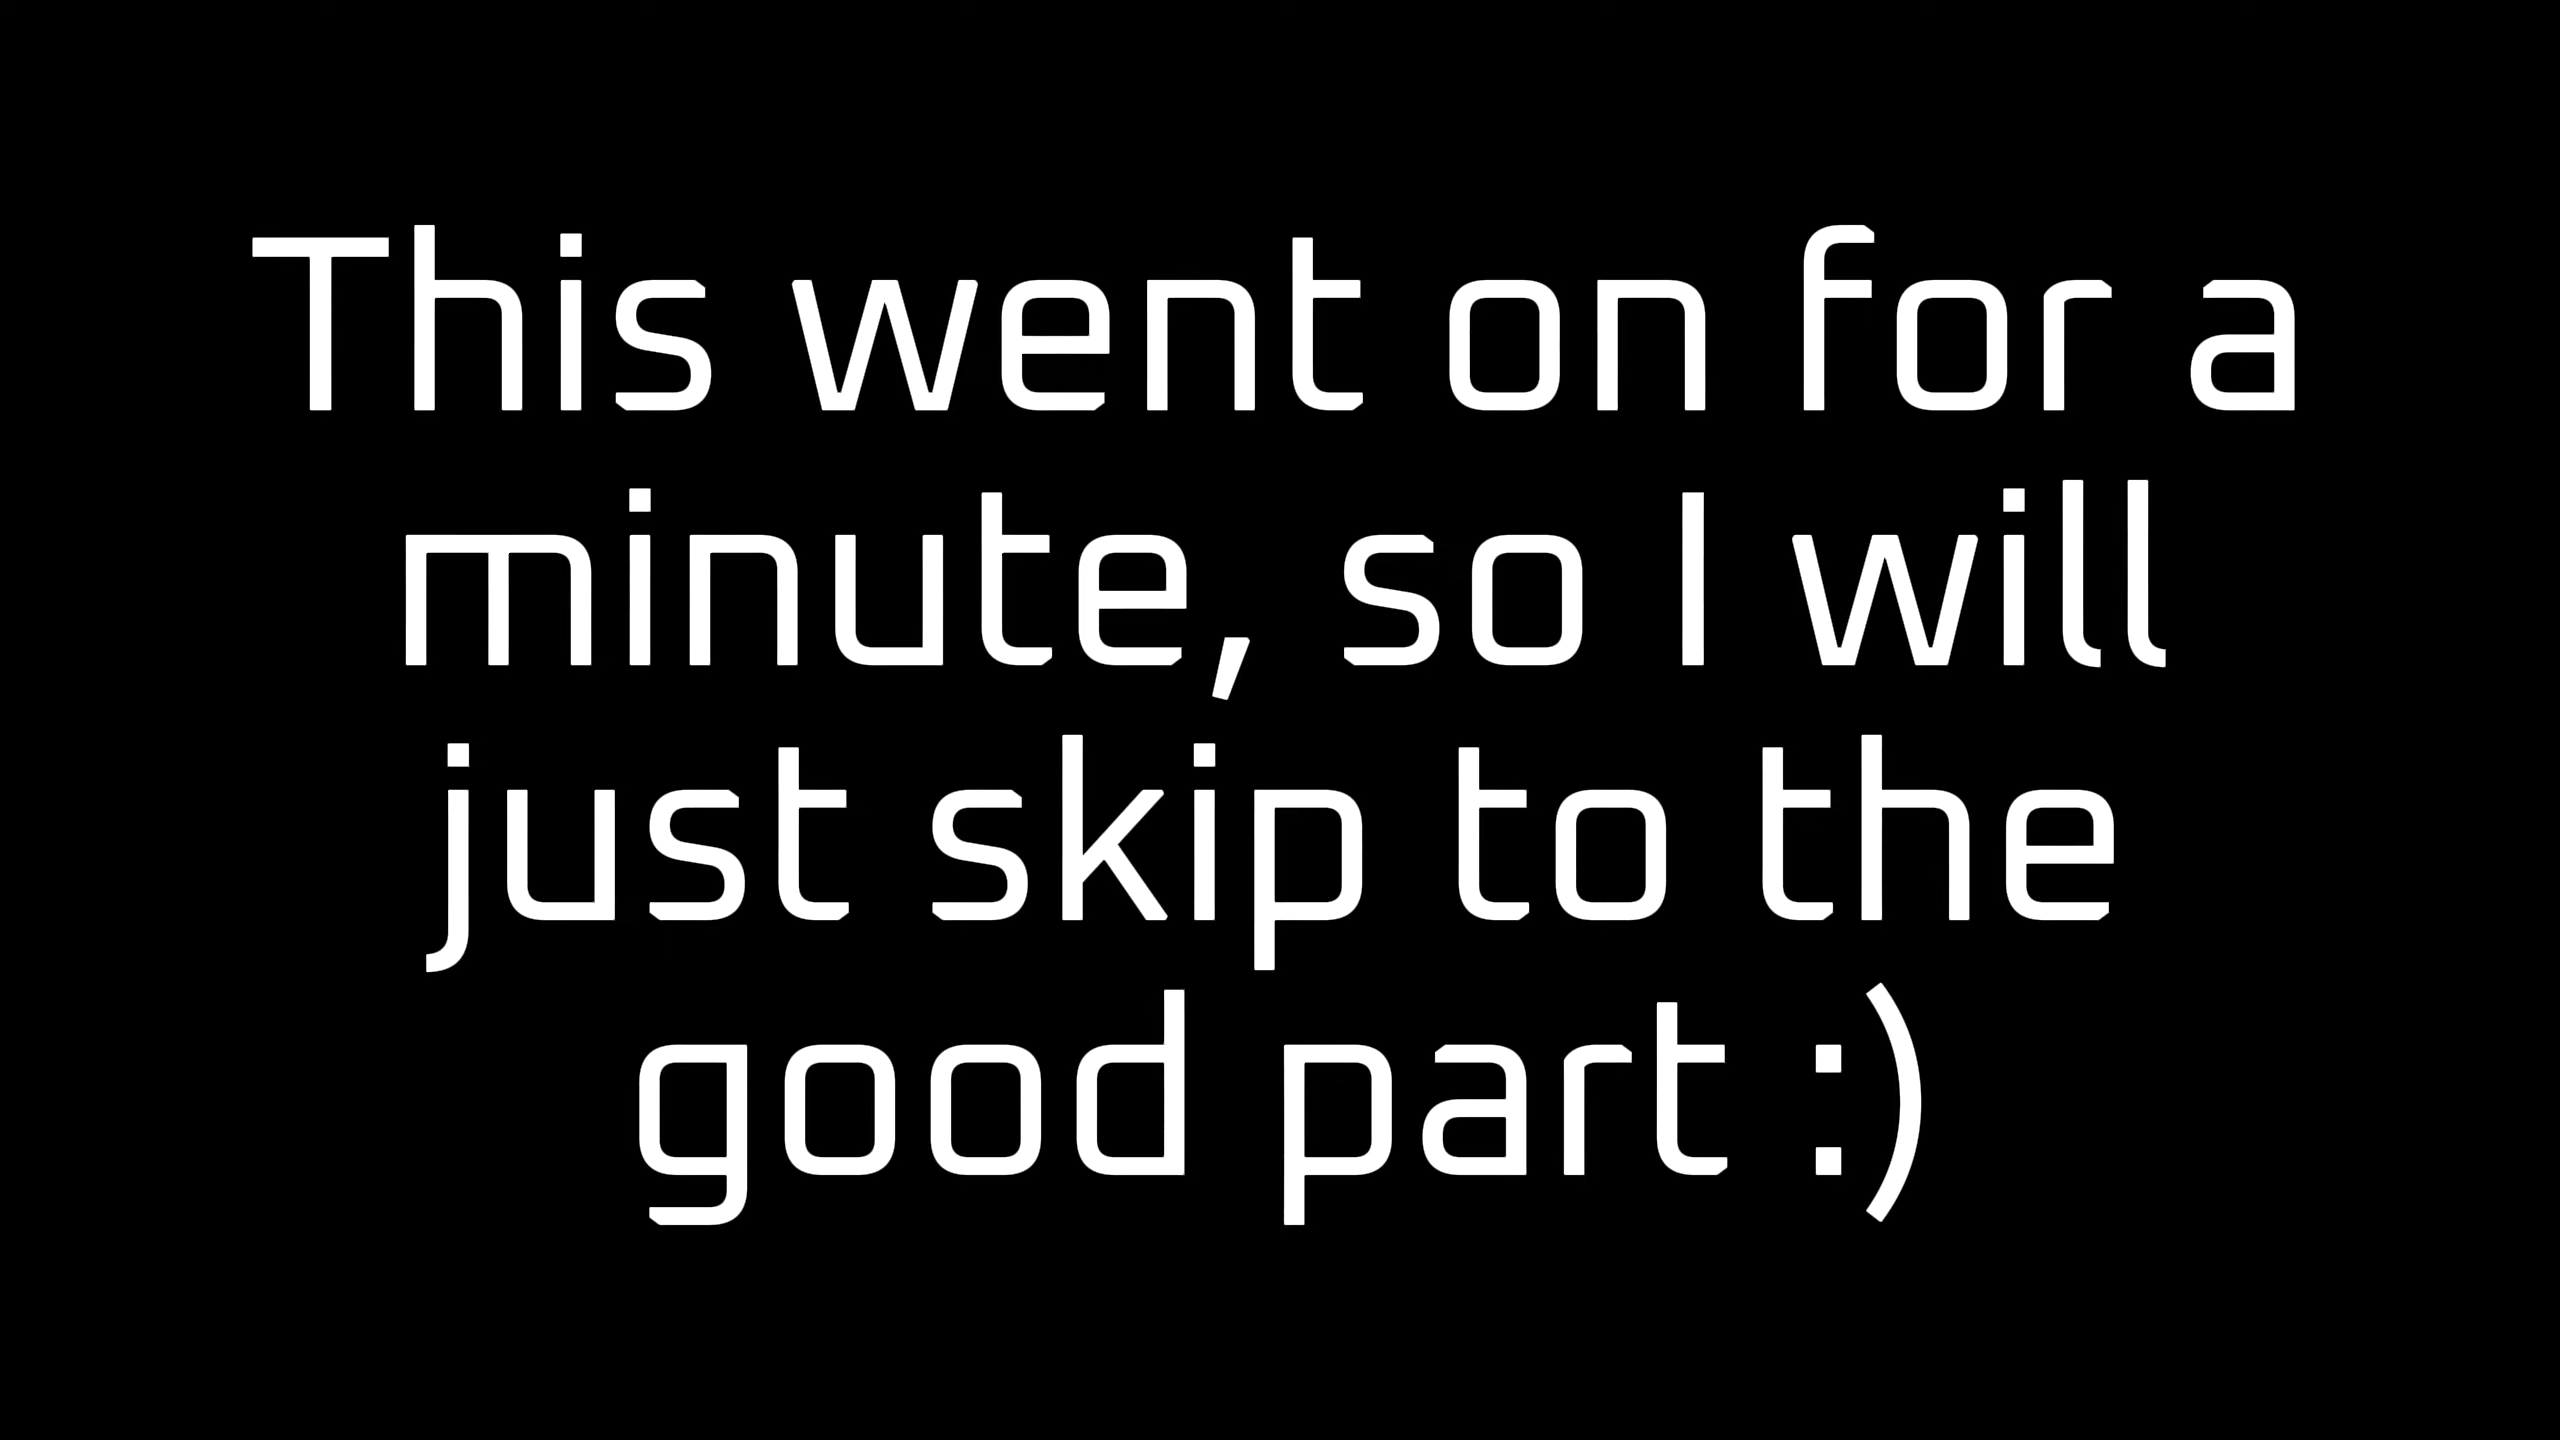 This went on for a
minute, so I will
just skip to the
good part :)